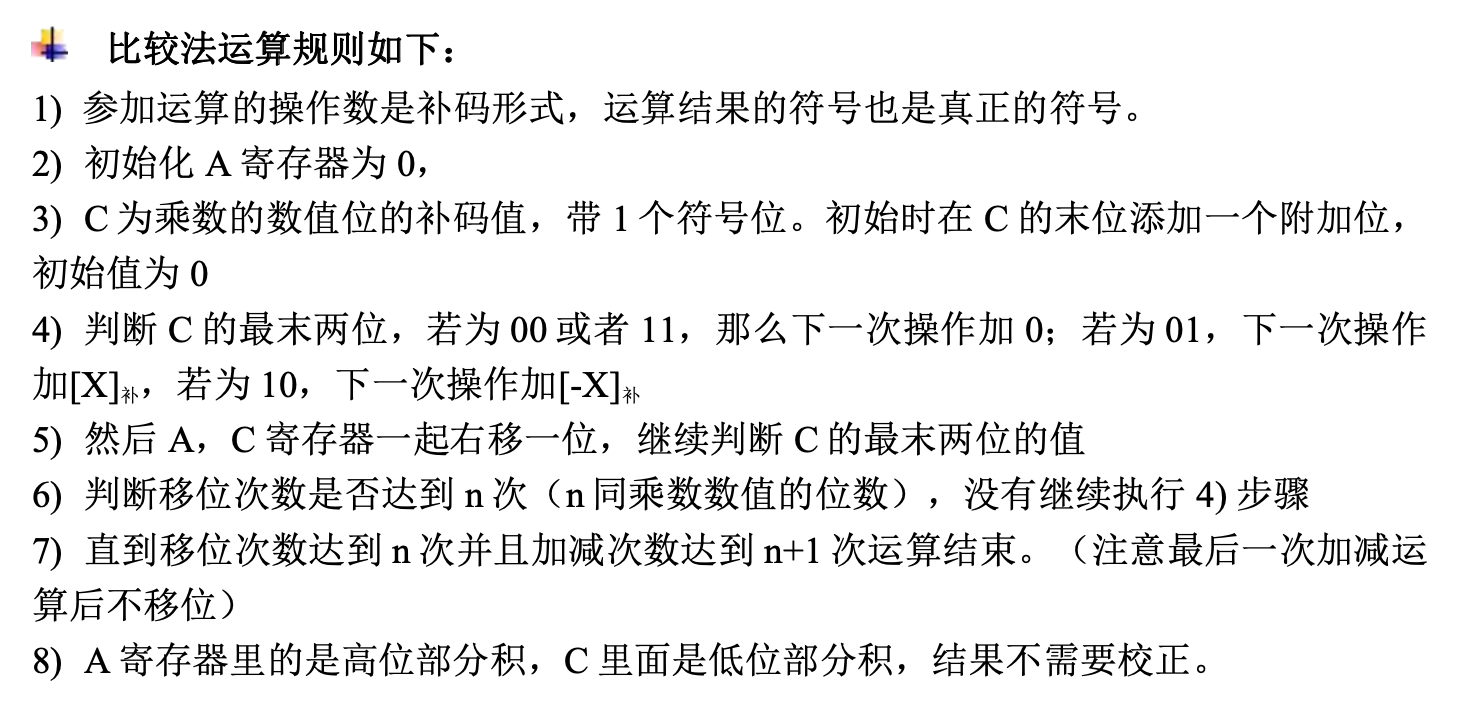 比较法运算规则如下：
1) 参加运算的操作数是补码形式，运算结果的符号也是真正的符号。
2) 初始化 A 寄存器为 0，
3) C 为乘数的数值位的补码值，带 1 个符号位。初始时在 C 的末位添加一个附加位，
初始值为 0
4) 判断 C 的最末两位，若为 00 或者 11，那么下一次操作加 0；若为 01，下一次操作
加[X]补，若为 10，下一次操作加[-X]补
5) 然后 A，C 寄存器一起右移一位，继续判断 C 的最末两位的值
6) 判断移位次数是否达到 n 次（n 同乘数数值的位数），没有继续执行 4) 步骤
7) 直到移位次数达到 n 次并且加减次数达到 n+1 次运算结束。（注意最后一次加减运
算后不移位）
8) A 寄存器里的是高位部分积，C 里面是低位部分积，结果不需要校正。